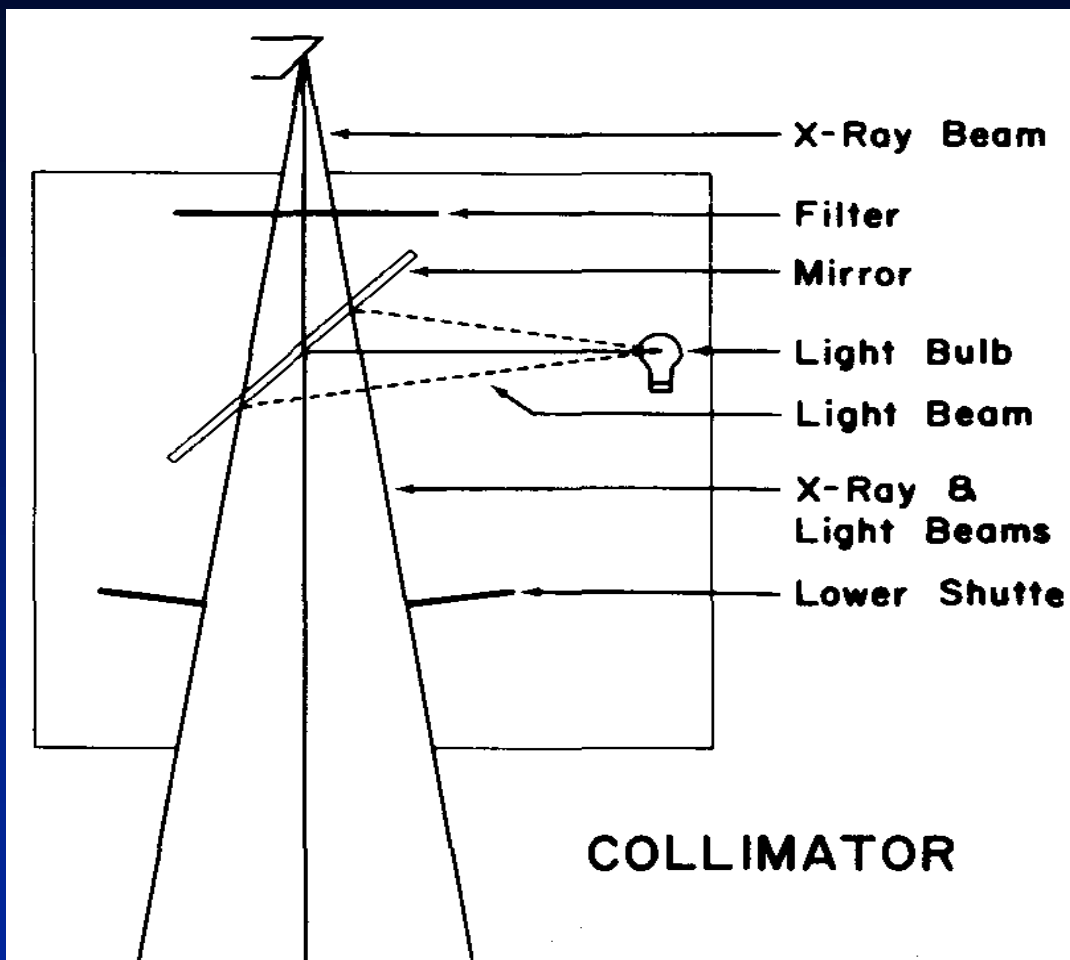 X-Ray Beam
Filter
Mirror
Light Bulb
Light Beam
X-Ray &
Light Beams
Lower Shutte
COLLIMATOR